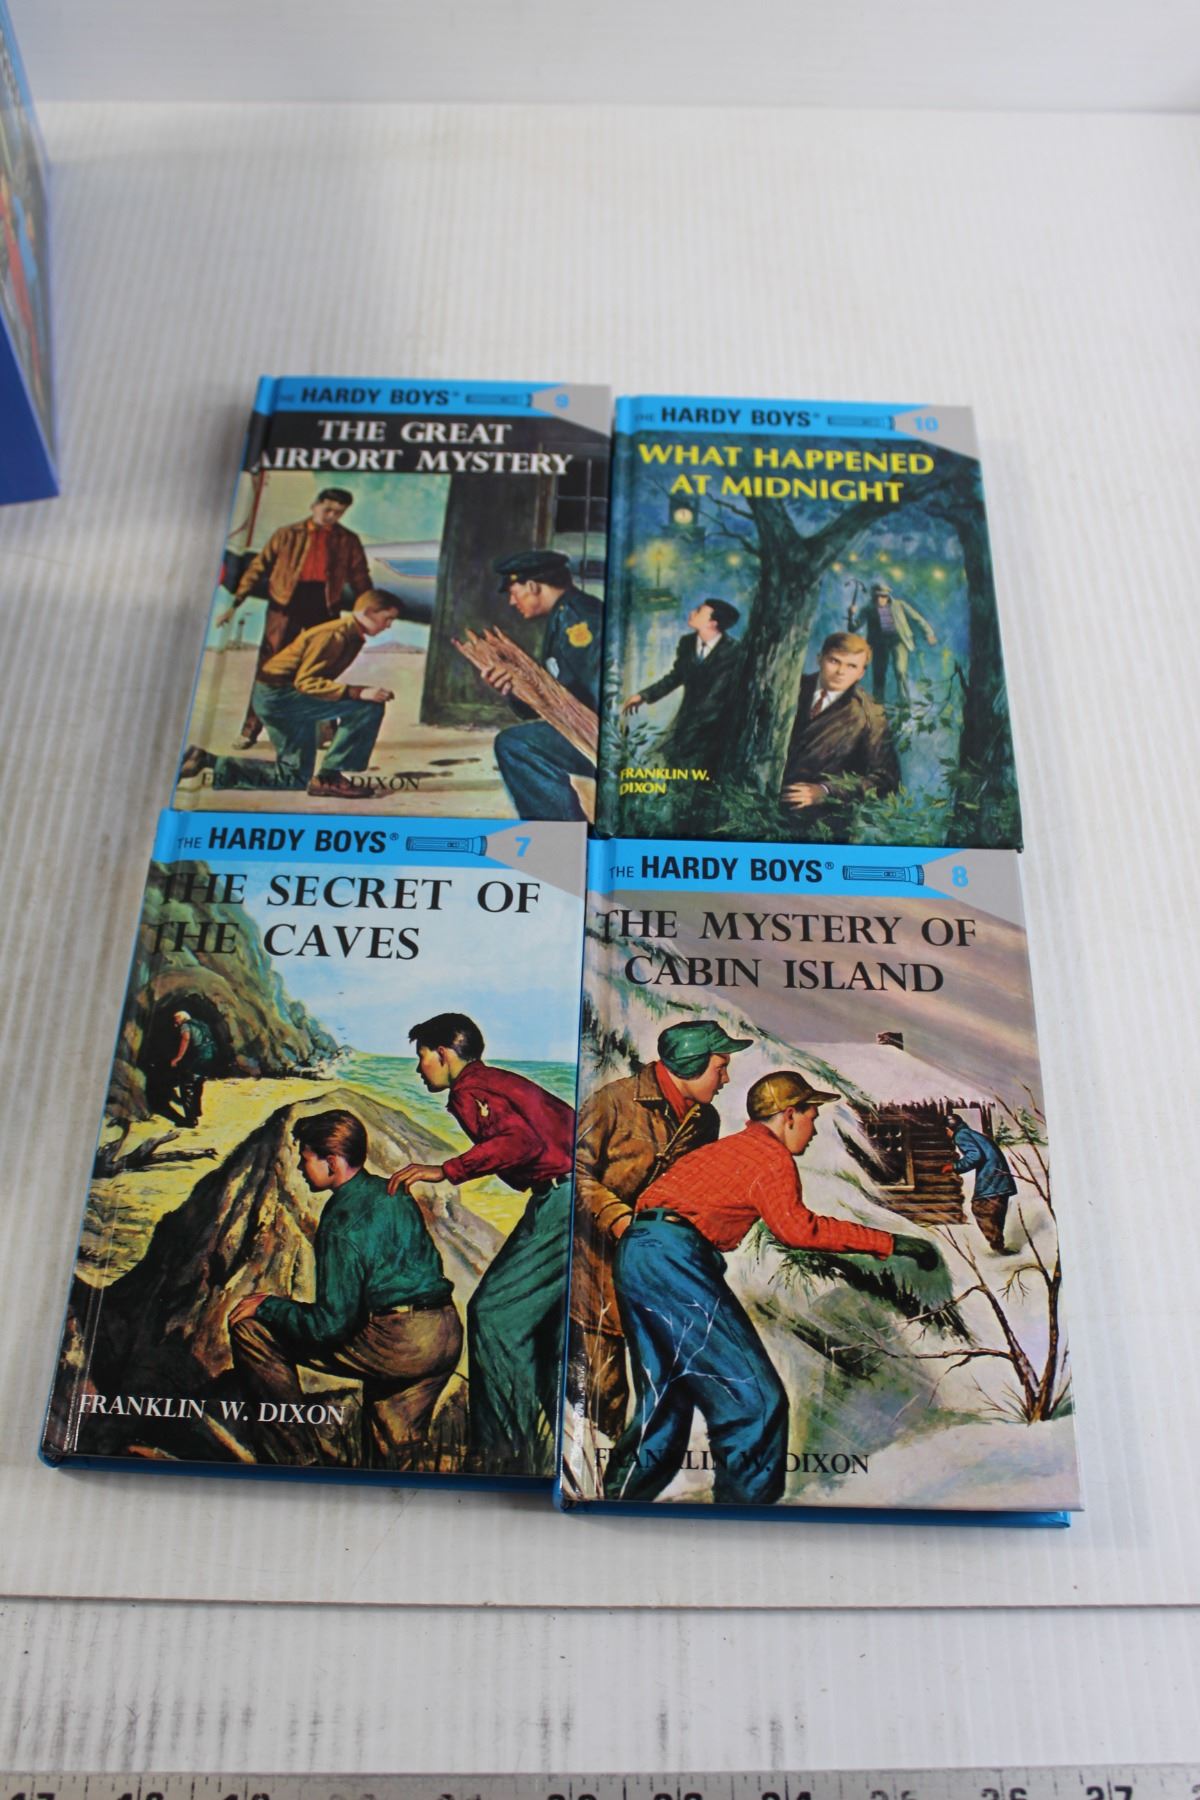 THE HARDY BOYS® 9
THE GREAT
AIRPORT MYSTERY
FRANKLIN W. DIXON
THE HARDY BOYS® 10
WHAT HAPPENED
AT MIDNIGHT
FRANKLIN W.
DIXON
THE HARDY BOYS® 7
THE SECRET OF
THE CAVES
FRANKLIN W. DIXON
THE HARDY BOYS® 8
THE MYSTERY OF
CABIN ISLAND
FRANKLIN W. DIXON